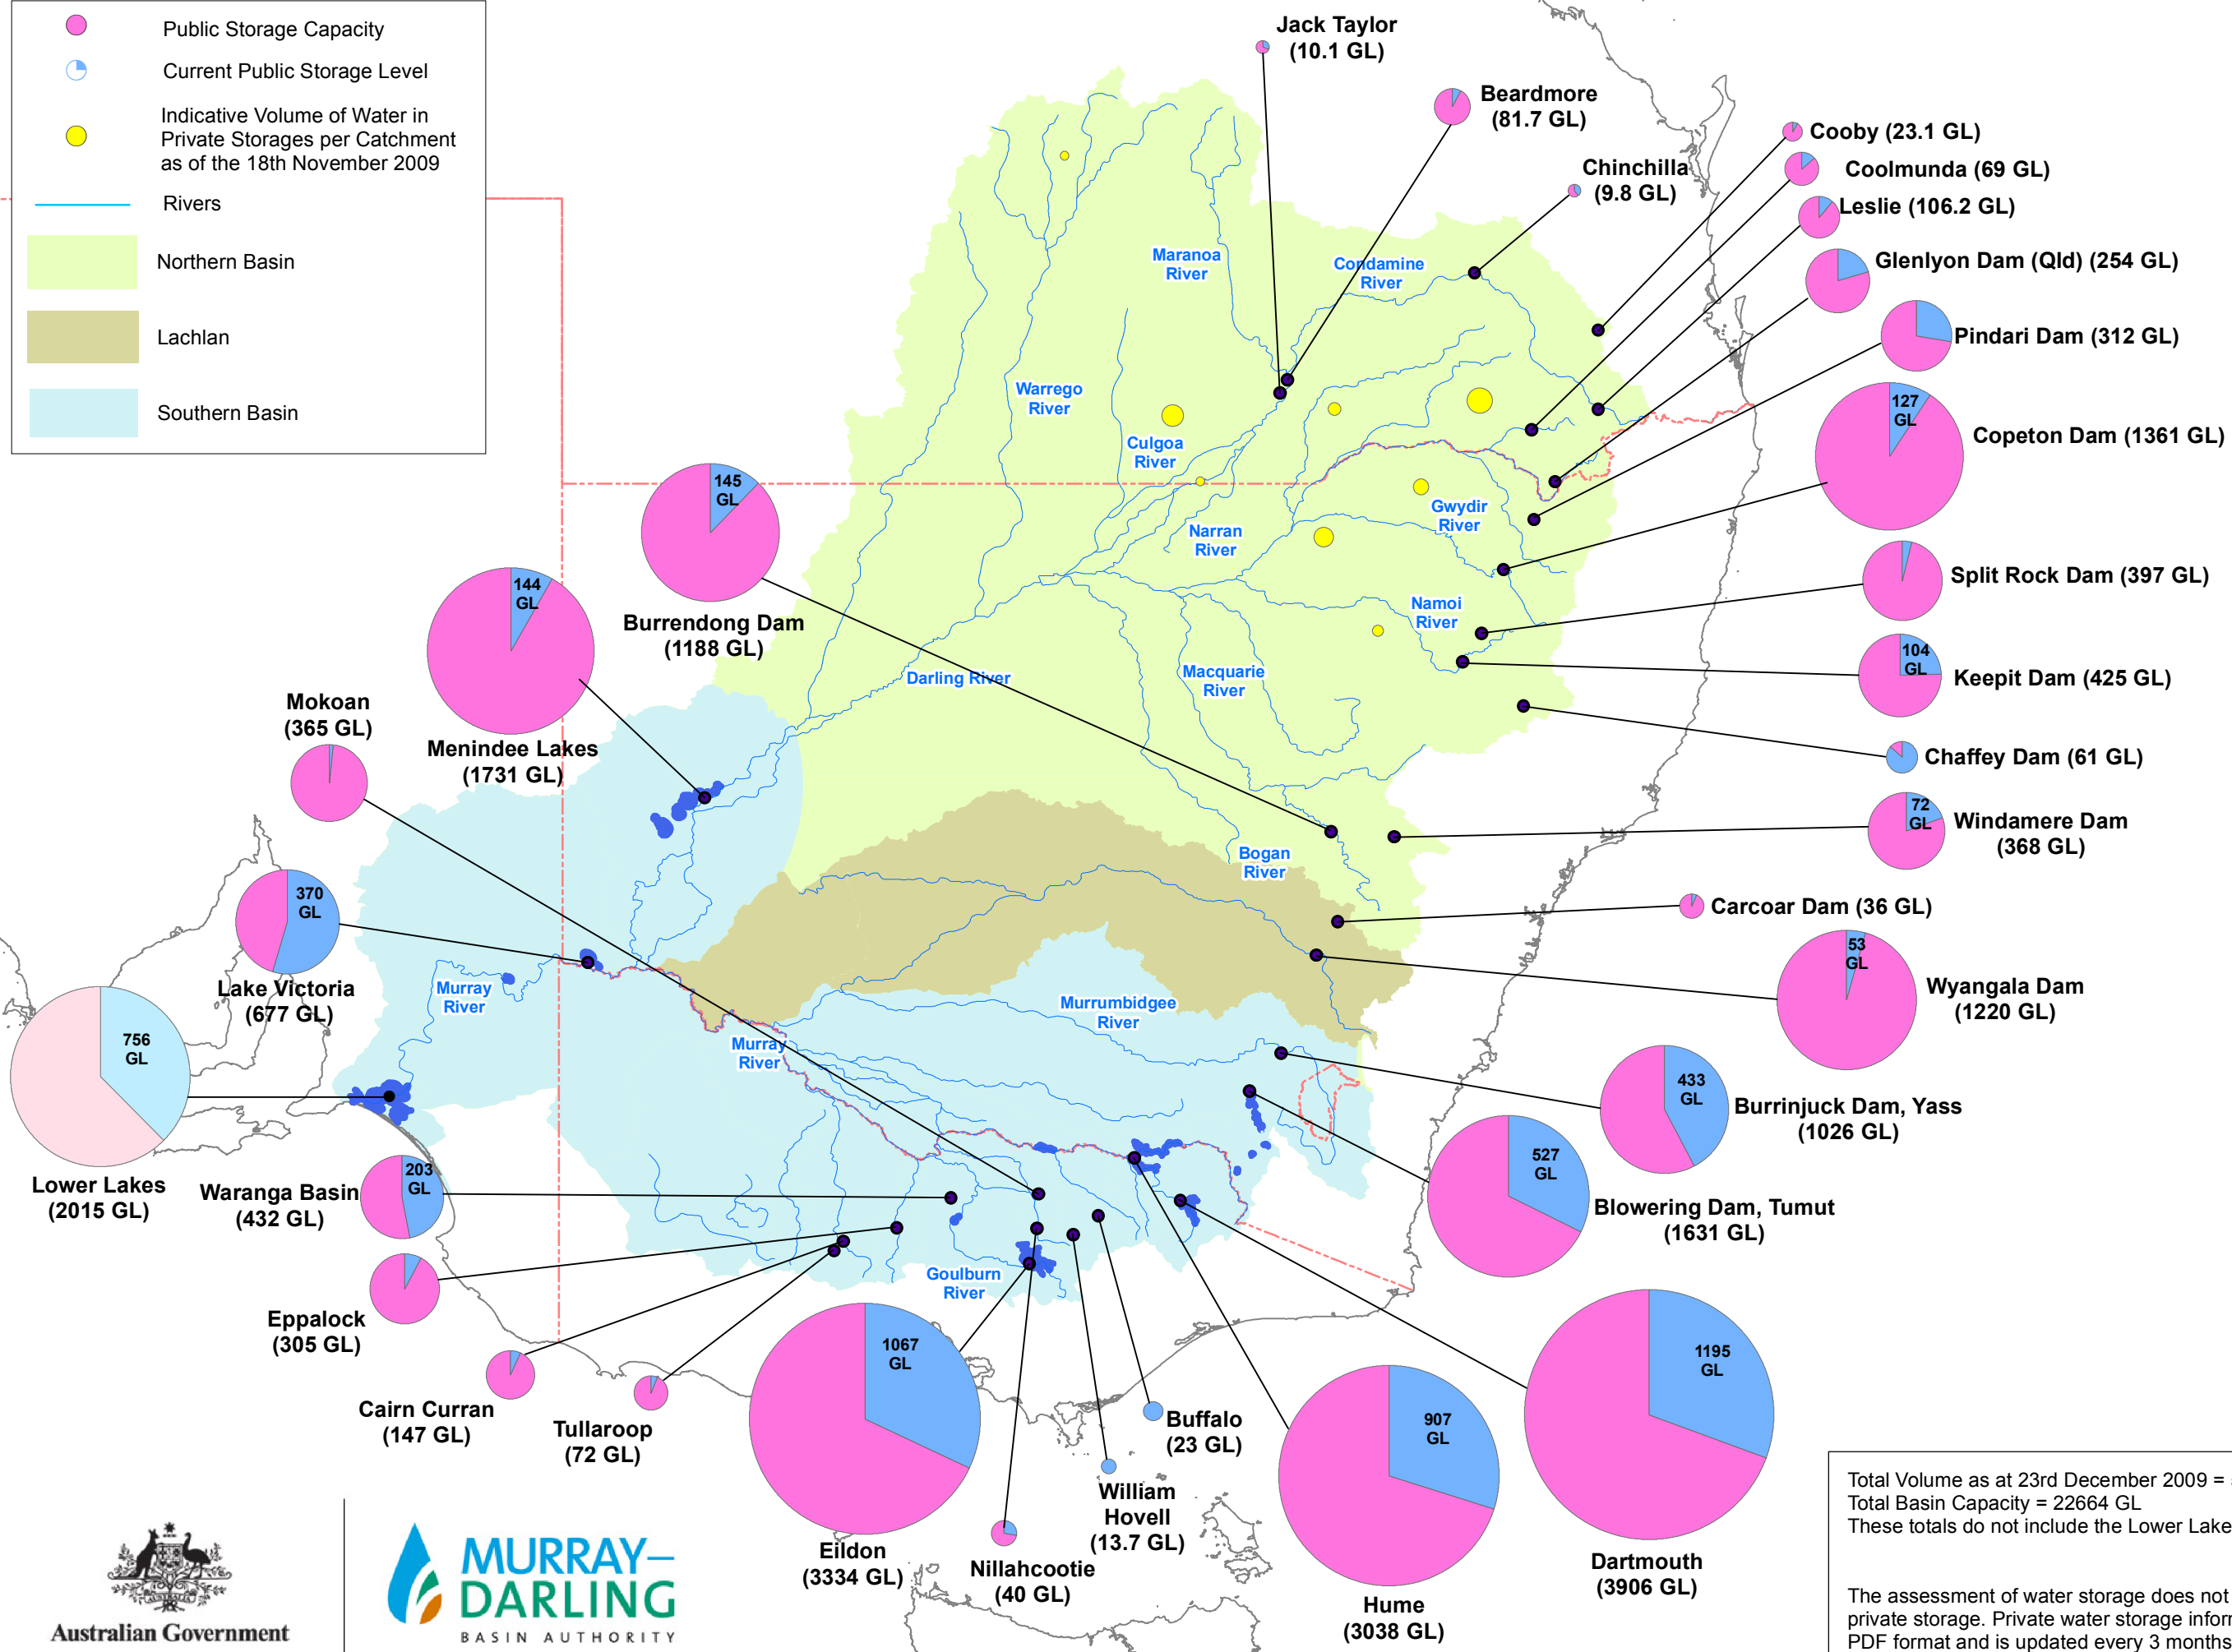 Public Storage Capacity
Current Public Storage Level
Indicative Volume of Water in
Private Storages per Catchment
as of the 18th November 2009
Rivers
Northern Basin
Lachlan
Southern Basin
Jack Taylor
(10.1 GL)
Beardmore
(81.7 GL)
Chinchilla
(9.8 GL)
Cooby (23.1 GL)
Coolmunda (69 GL)
Leslie (106.2 GL)
Glenlyon Dam (Qld) (254 GL)
Pindari Dam (312 GL)
127
GL
Copeton Dam (1361 GL)
Split Rock Dam (397 GL)
104
GL
Keepit Dam (425 GL)
Chaffey Dam (61 GL)
72
GL
Windamere Dam
(368 GL)
Carcoar Dam (36 GL)
53
GL
Wyangala Dam
(1220 GL)
433
GL
Burrinjuck Dam, Yass
(1026 GL)
527
GL
Blowering Dam, Tumut
(1631 GL)
1195
GL
Dartmouth
(3906 GL)
907
GL
Hume
(3038 GL)
Buffalo
(23 GL)
William
Hovell
(13.7 GL)
Nillahcootie
(40 GL)
1067
GL
Eildon
(3334 GL)
Tullaroop
(72 GL)
Cairn Curran
(147 GL)
Eppalock
(305 GL)
203
GL
Waranga Basin
(432 GL)
756
GL
Lower Lakes
(2015 GL)
370
GL
Lake Victoria
(677 GL)
Mokoan
(365 GL)
144
GL
Menindee Lakes
(1731 GL)
145
GL
Burrendong Dam
(1188 GL)
Maranoa
River
Condamine
River
Warrego
River
Culgoa
River
Narran
River
Gwydir
River
Namoi
River
Macquarie
River
Darling River
Bogan
River
Murray
River
Murrumbidgee
River
Murray
River
Goulburn
River
Australian Government
MURRAY–
DARLING
BASIN AUTHORITY
Total Volume as at 23rd December 2009 =
Total Basin Capacity = 22664 GL
These totals do not include the Lower Lake
The assessment of water storage does not
private storage. Private water storage infor
PDF format and is updated every 3 months